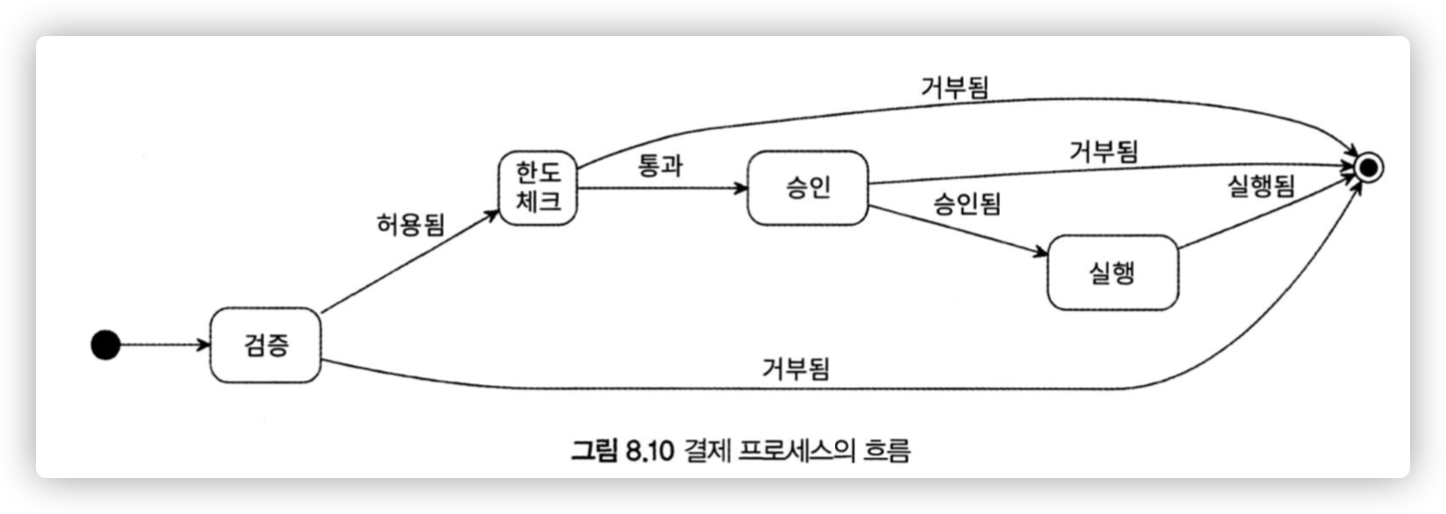 거부됨
거부됨
한도
체크
통과
승인
실행됨
허용됨
승인됨
실행
검증
거부됨
그림 8.10 결제 프로세스의 흐름